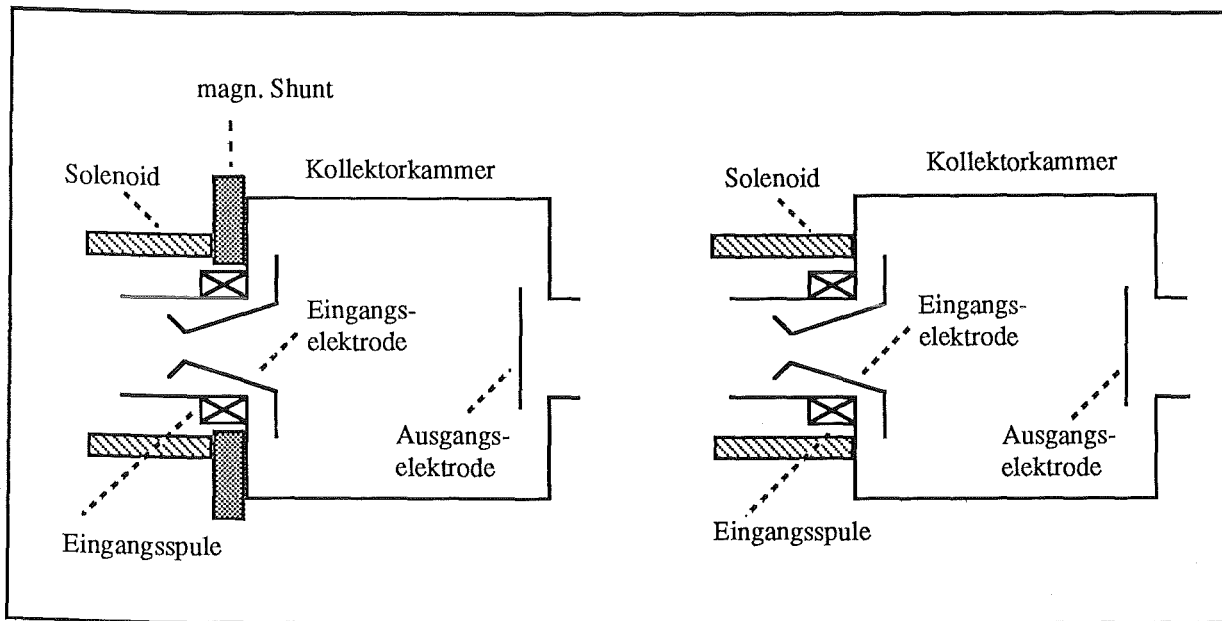 magn. Shunt
Solenoid
Kollektorkammer
Eingangs-
elektrode
Ausgangs-
elektrode
Eingangsspule
Solenoid
Kollektorkammer
Eingangs-
elektrode
Ausgangs-
elektrode
Eingangsspule